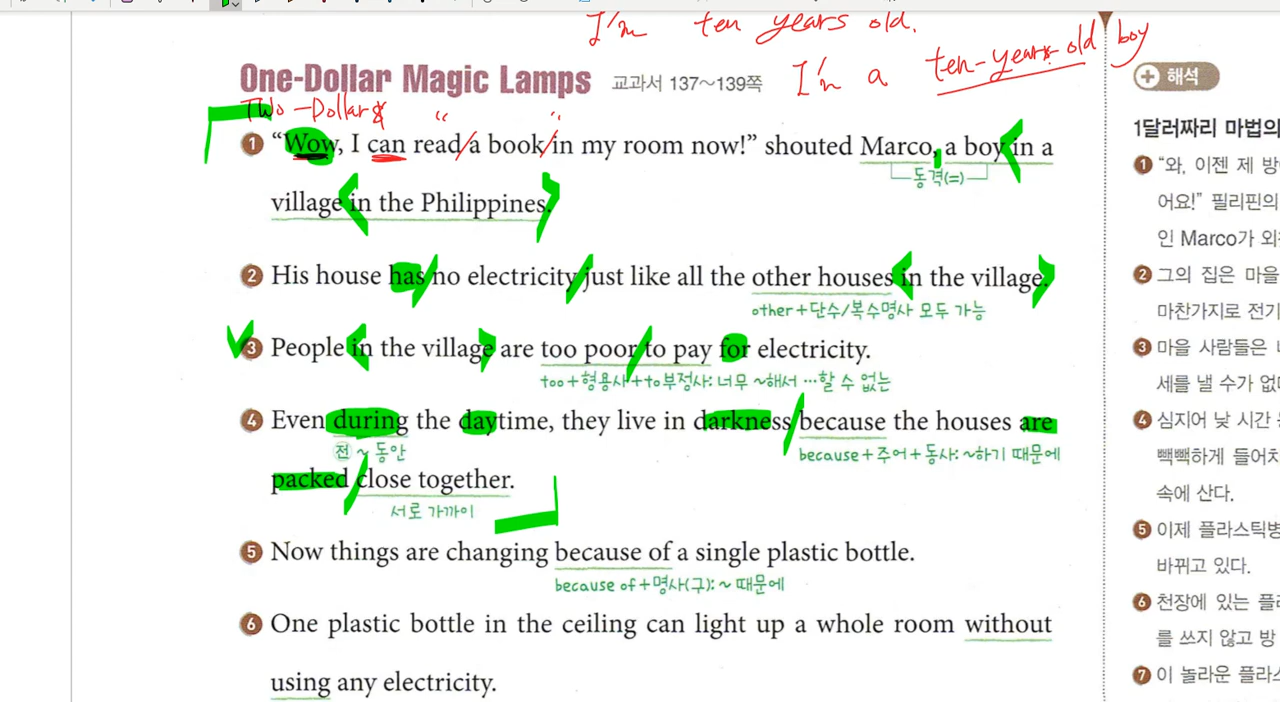 I'm ten years old.
I'm a ten-years-old boy
One-Dollar Magic Lamps 교과서 137~139쪽
+ 해석
Two-Dollar " "
1 “Wow, I can read a book in my room now!” shouted Marco, a boy in a
동격(=)
village in the Philippines.
2 His house has no electricity just like all the other houses in the village.
other+단수/복수명사 모두 가능
3 People in the village are too poor to pay for electricity.
too+형용사+to부정사: 너무 ~해서 …할 수 없는
4 Even during the daytime, they live in darkness because the houses are
전 ~ 동안 because+주어+동사: ~하기 때문에
packed close together.
서로 가까이
5 Now things are changing because of a single plastic bottle.
because of+명사(구): ~ 때문에
6 One plastic bottle in the ceiling can light up a whole room without
using any electricity.
1달러짜리 마법의
1 “와, 이젠 제 방
어요!” 필리핀의
인 Marco가 외
2 그의 집은 마을
마찬가지로 전기
3 마을 사람들은
세를 낼 수가 없
4 심지어 낮 시간
빽빽하게 들어차
속에 산다.
5 이제 플라스틱병
바뀌고 있다.
6 천장에 있는 플라
를 쓰지 않고 방
7 이 놀라운 플라스